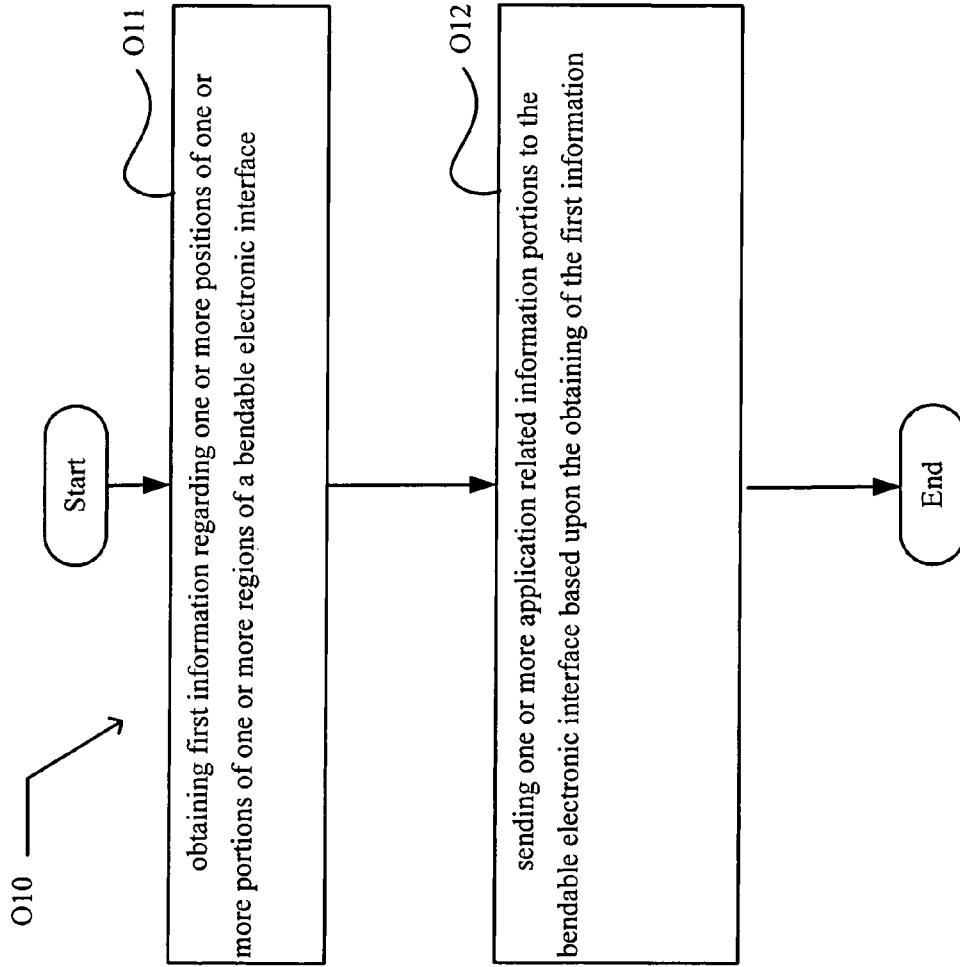 O10
Start
O11
obtaining first information regarding one or more positions of one or
more portions of one or more regions of a bendable electronic interface
O12
sending one or more application related information portions to the
bendable electronic interface based upon the obtaining of the first information
End